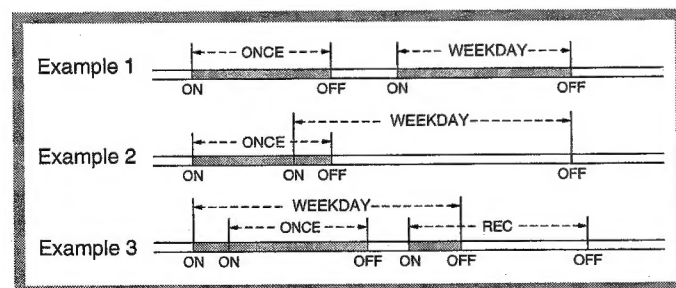 ONCE WEEKDAY
Example 1
ON OFF ON OFF
WEEKDAY
ONCE
Example 2
ON ON OFF OFF
WEEKDAY
ONCE REC
Example 3
ON ON OFF ON OFF OFF